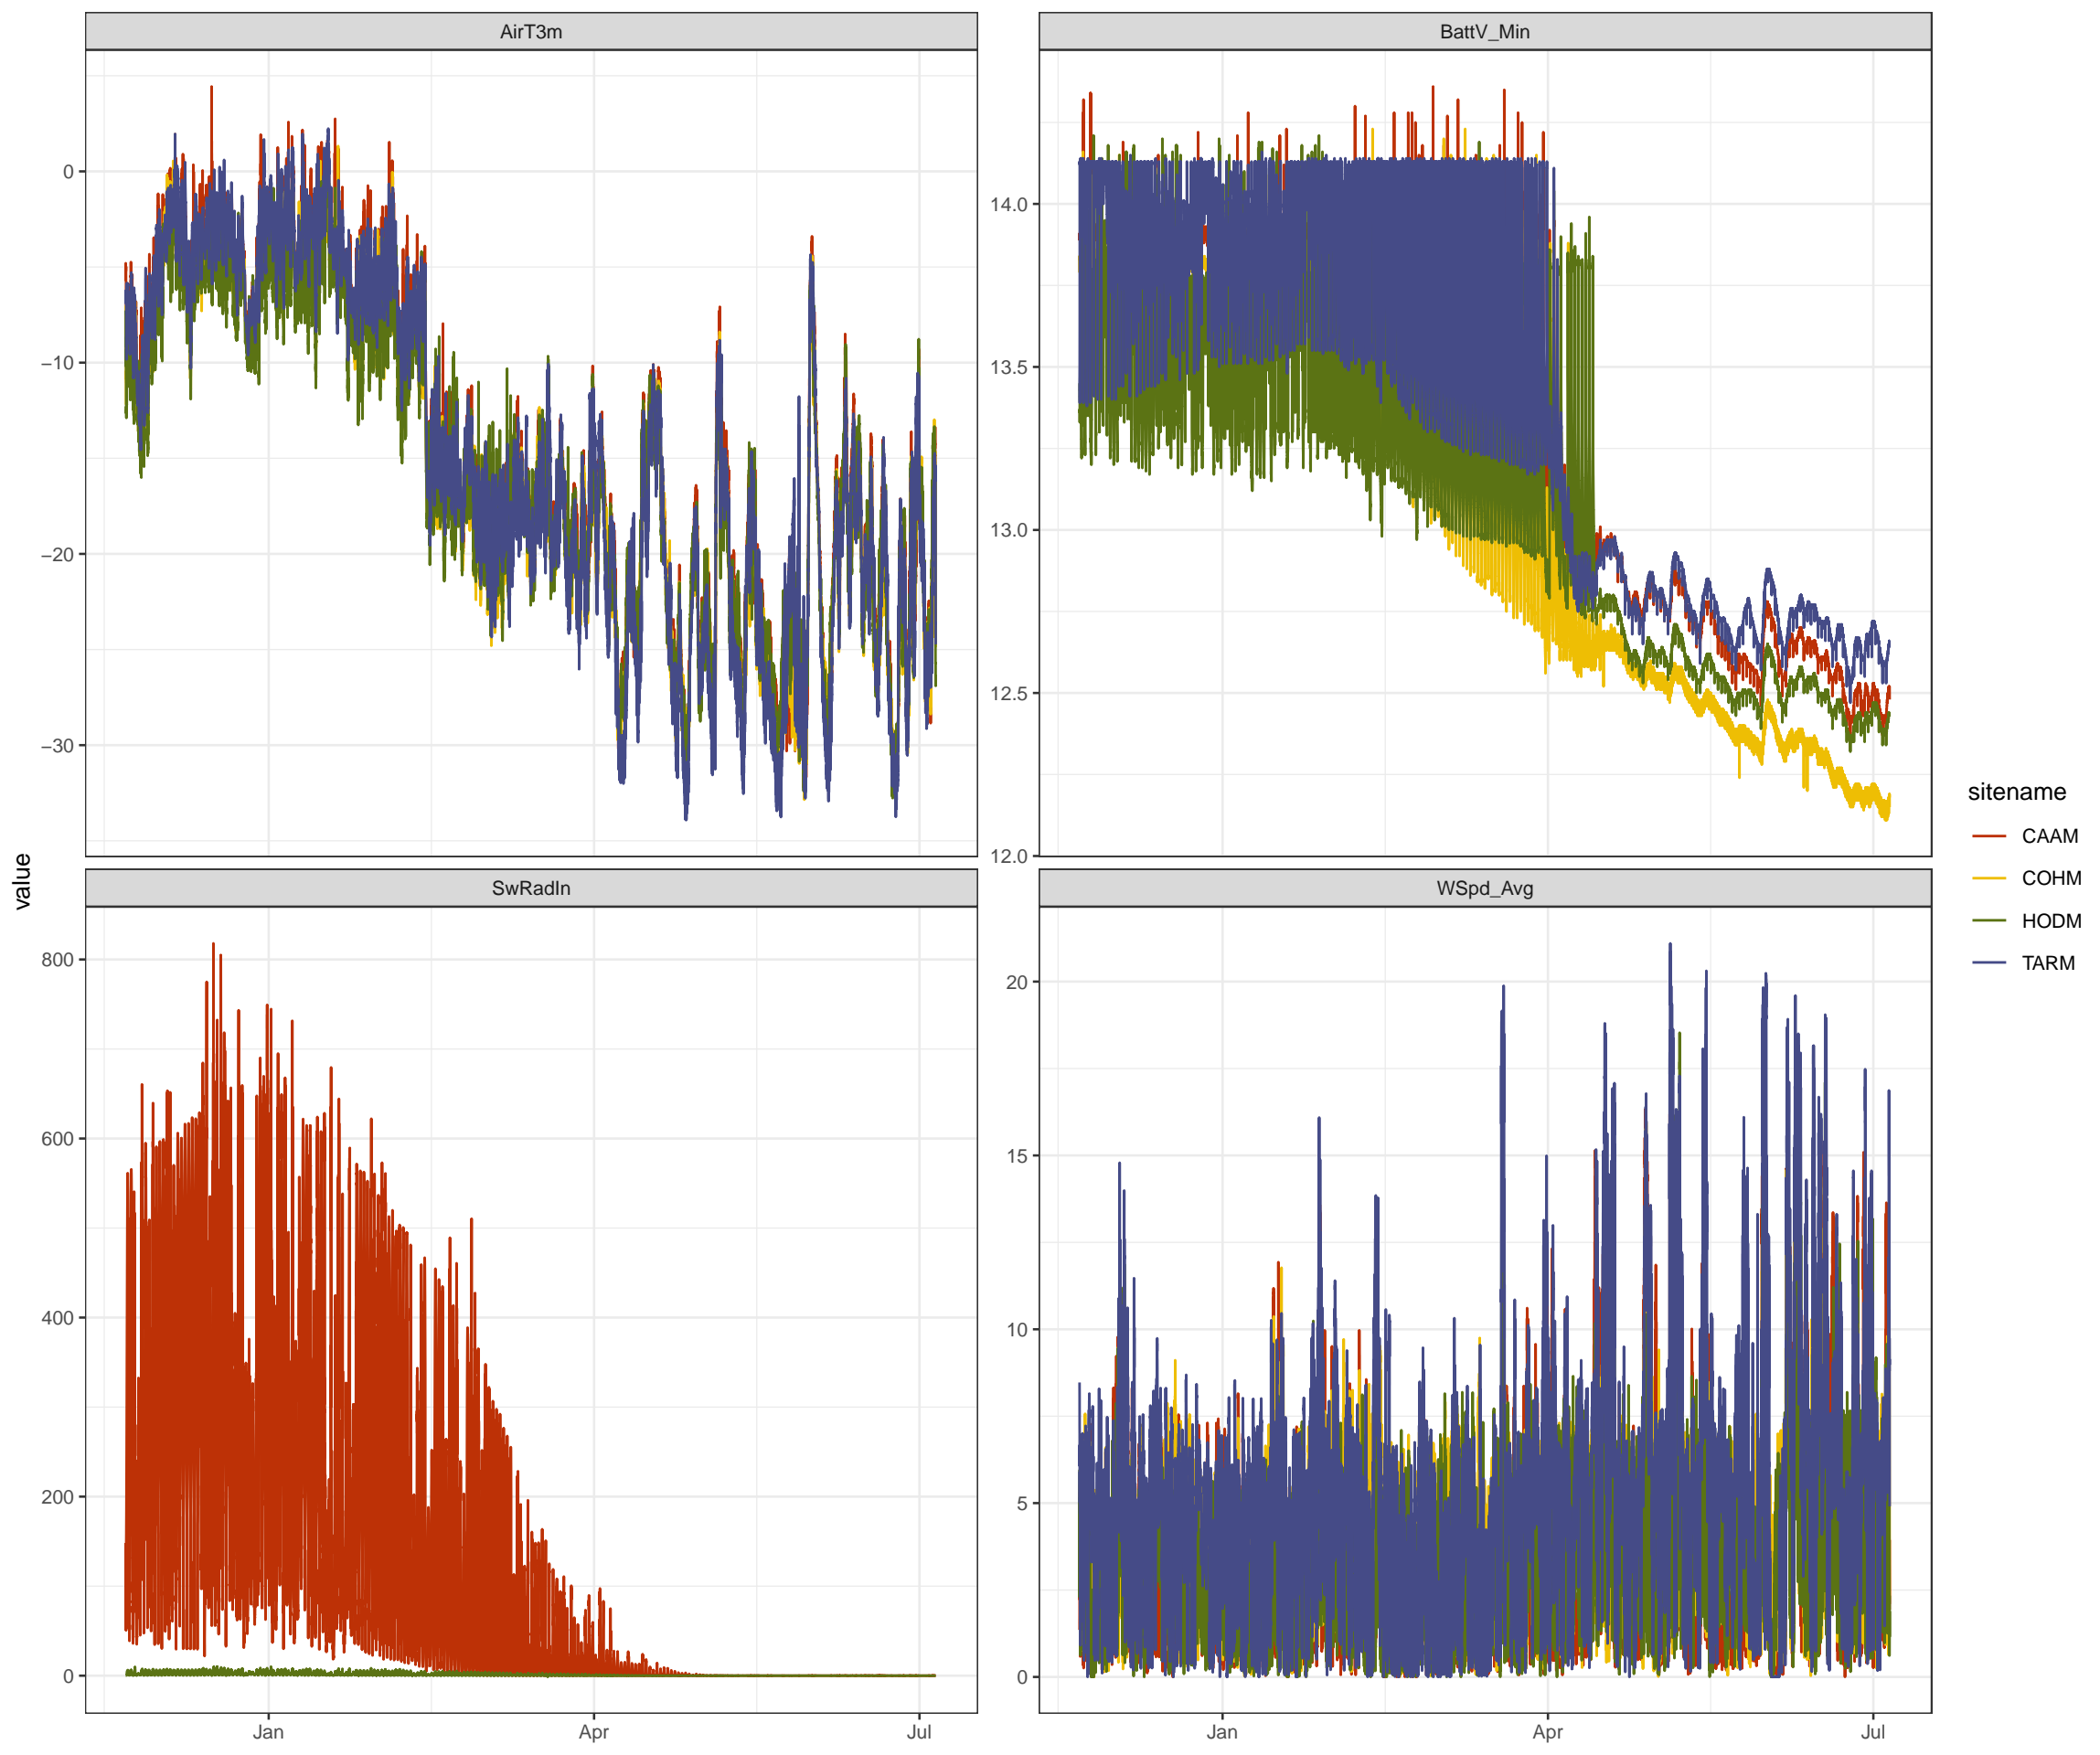 AirT3m
BattV_Min
0
−10
−20
−30
14.0
13.5
13.0
12.5
12.0
value
SwRadIn
WSpd_Avg
800
600
400
200
0
20
15
10
5
0
Jan
Apr
Jul
Jan
Apr
Jul
sitename
CAAM
COHM
HODM
TARM